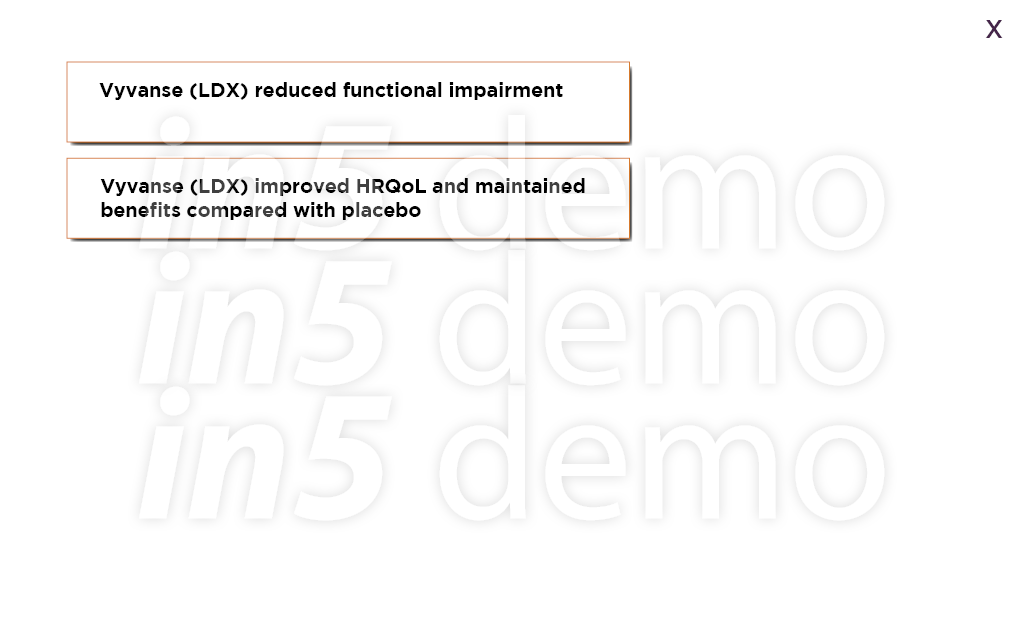 X
Vyvanse (LDX) reduced functional impairment
Vyvanse (LDX) improved HRQoL and maintained
benefits compared with placebo
in5 demo
in5 demo
in5 demo